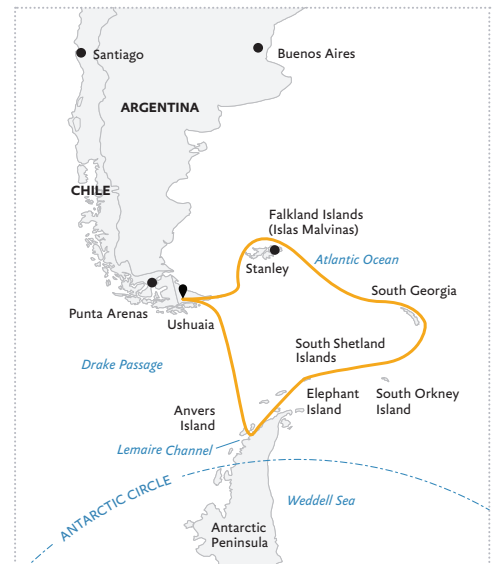 Santiago
Buenos Aires
ARGENTINA
CHILE
Falkland Islands
(Islas Malvinas)
Stanley
Atlantic Ocean
South Georgia
Punta Arenas
Ushuaia
South Shetland
Islands
Drake Passage
Elephant
Island
South Orkney
Island
Anvers
Island
Lemaire Channel
ANTARCTIC CIRCLE
Weddell Sea
Antarctic
Peninsula